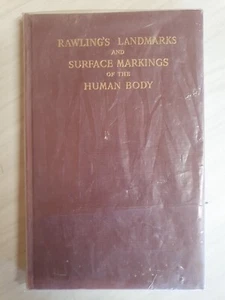 RAWLING'S LANDMARKS
AND
SURFACE MARKINGS
OF THE
HUMAN BODY